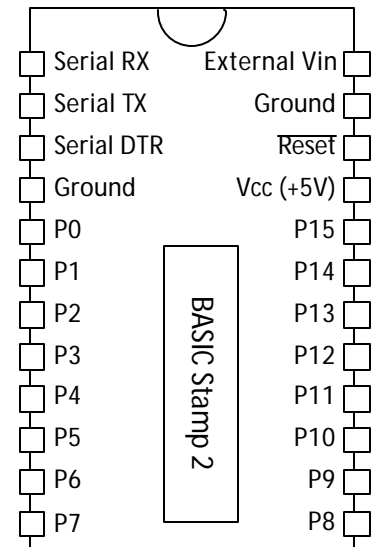 Serial RX External Vin
Serial TX Ground
Serial DTR Reset
Ground Vcc (+5V)
P0 P15
P1 P14
P2 P13
P3 P12
P4 P11
P5 P10
P6 P9
P7 P8
BASIC Stamp 2